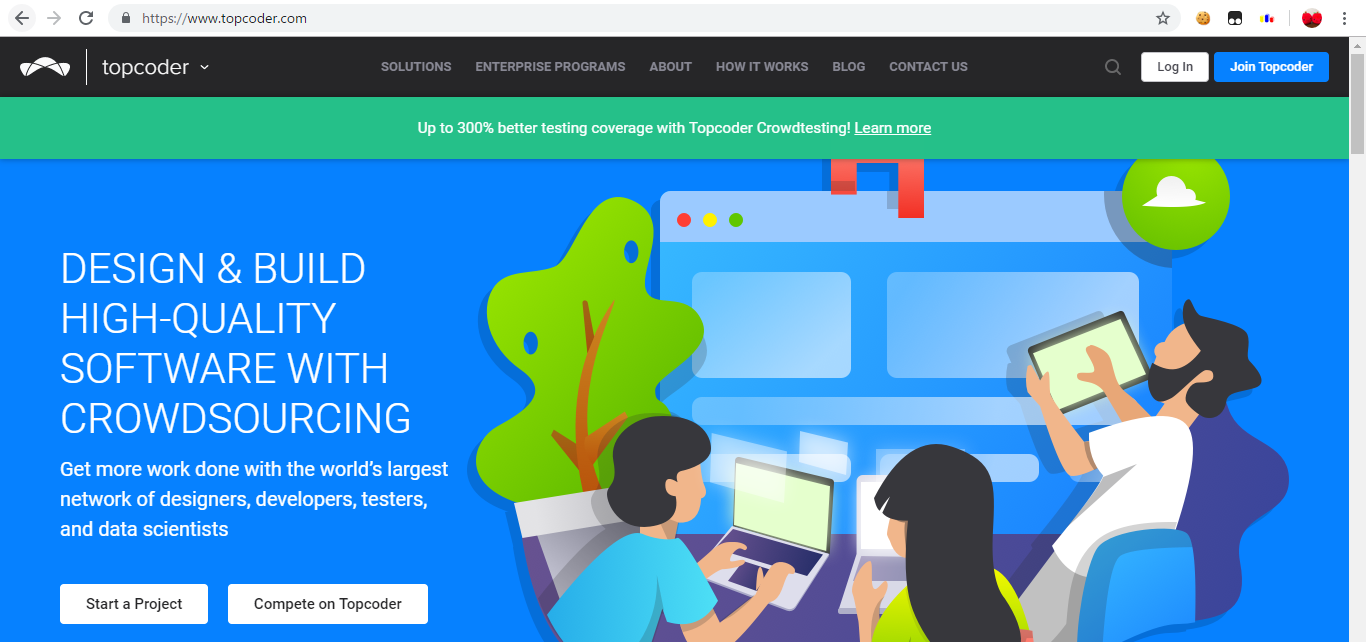 https://www.topcoder.com
topcoder
SOLUTIONS ENTERPRISE PROGRAMS ABOUT HOW IT WORKS BLOG CONTACT US
Log In
Join Topcoder
Up to 300% better testing coverage with Topcoder Crowdtesting! Learn more
DESIGN & BUILD
HIGH-QUALITY
SOFTWARE WITH
CROWDSOURCING
Get more work done with the world’s largest
network of designers, developers, testers,
and data scientists
Start a Project
Compete on Topcoder